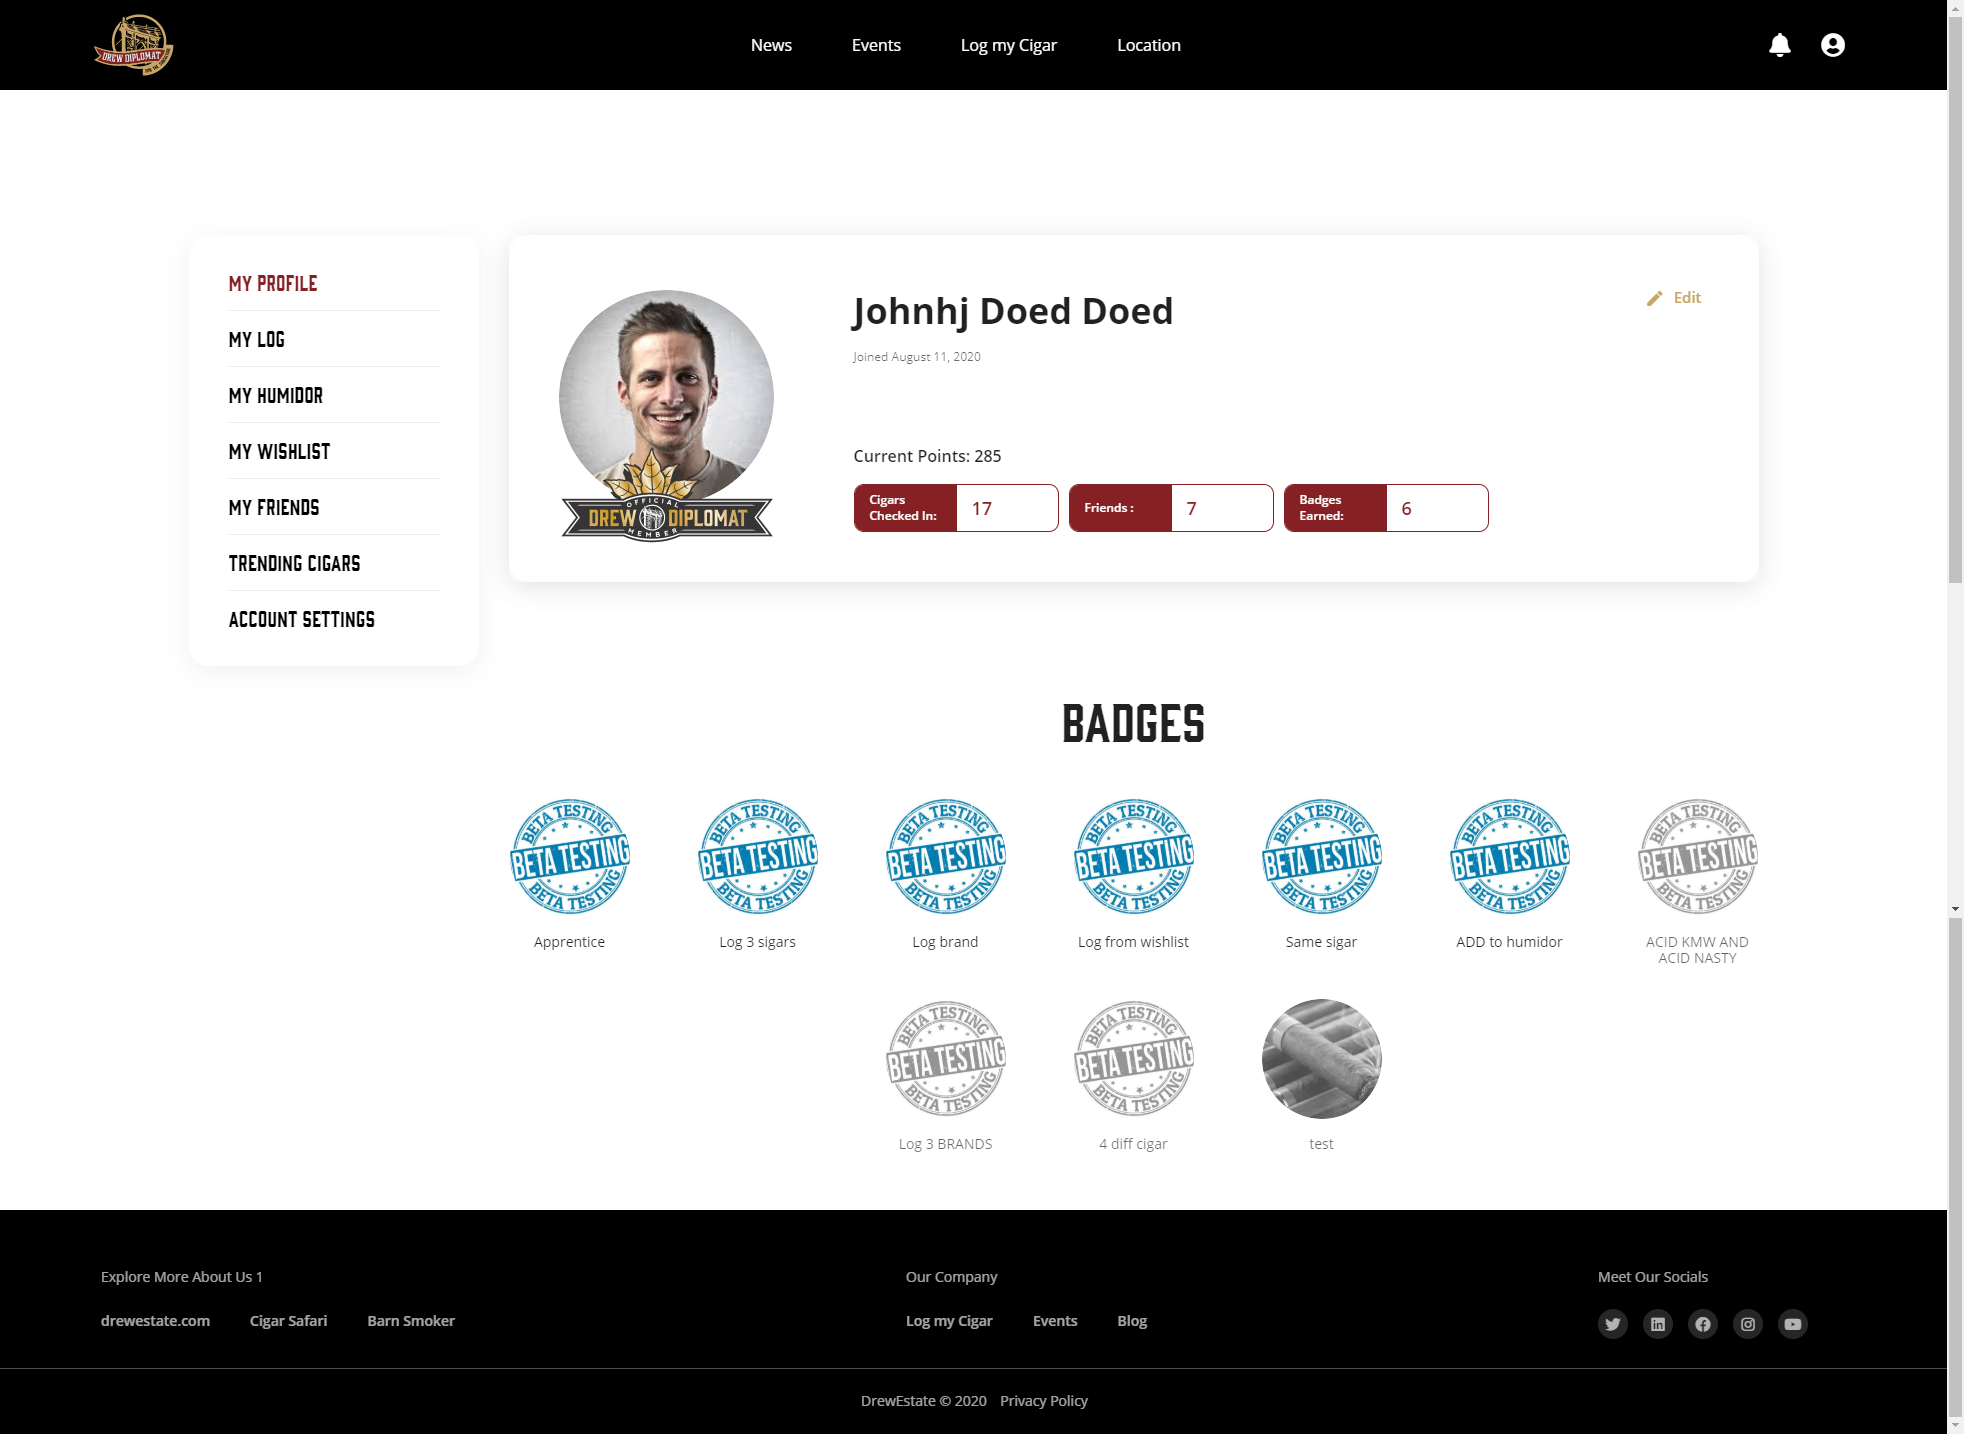 DREW DIPLOMAT
News Events Log my Cigar Location
MY PROFILE
MY LOG
MY HUMIDOR
MY WISHLIST
MY FRIENDS
TRENDING CIGARS
ACCOUNT SETTINGS
Johnhj Doed Doed
Edit
Joined August 11, 2020
Current Points: 285
Cigars
Checked In:
17
Friends :
7
Badges
Earned:
6
OFFICIAL
DREW DIPLOMAT
MEMBER
BADGES
BETA TESTING
BETA TESTING
BETA TESTING
Apprentice
BETA TESTING
BETA TESTING
BETA TESTING
Log 3 sigars
BETA TESTING
BETA TESTING
BETA TESTING
Log brand
BETA TESTING
BETA TESTING
BETA TESTING
Log from wishlist
BETA TESTING
BETA TESTING
BETA TESTING
Same sigar
BETA TESTING
BETA TESTING
BETA TESTING
ADD to humidor
BETA TESTING
BETA TESTING
BETA TESTING
ACID KMW AND
ACID NASTY
BETA TESTING
BETA TESTING
BETA TESTING
Log 3 BRANDS
BETA TESTING
BETA TESTING
BETA TESTING
4 diff cigar
test
Explore More About Us 1
drewestate.com Cigar Safari Barn Smoker
Our Company
Log my Cigar Events Blog
Meet Our Socials
DrewEstate © 2020 Privacy Policy